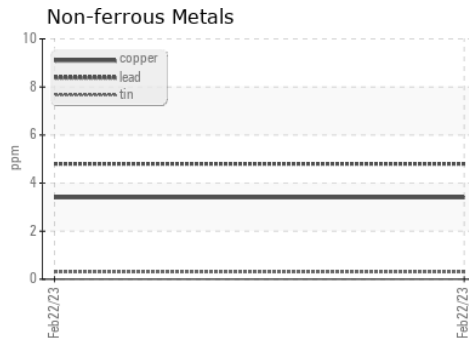 Non-ferrous Metals
10
copper
lead
tin
8
6
ppm
4
2
0
Feb22/23
Feb22/23